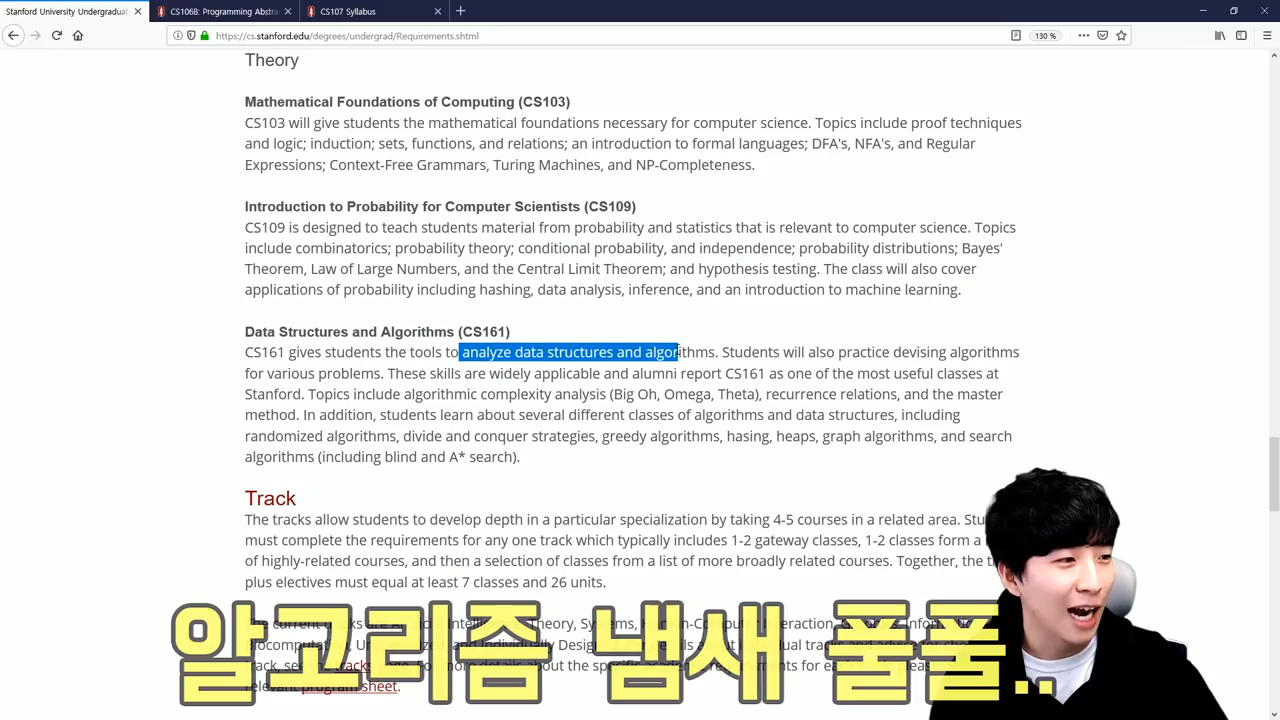 Stanford University Undergradua
CS106B: Programming Abstra
CS107 Syllabus
https://cs.stanford.edu/degrees/undergrad/Requirements.shtml
130 %
Theory
Mathematical Foundations of Computing (CS103)
CS103 will give students the mathematical foundations necessary for computer science. Topics include proof techniques
and logic; induction; sets, functions, and relations; an introduction to formal languages; DFA's, NFA's, and Regular
Expressions; Context-Free Grammars, Turing Machines, and NP-Completeness.
Introduction to Probability for Computer Scientists (CS109)
CS109 is designed to teach students material from probability and statistics that is relevant to computer science. Topics
include combinatorics; probability theory; conditional probability, and independence; probability distributions; Bayes'
Theorem, Law of Large Numbers, and the Central Limit Theorem; and hypothesis testing. The class will also cover
applications of probability including hashing, data analysis, inference, and an introduction to machine learning.
Data Structures and Algorithms (CS161)
CS161 gives students the tools to analyze data structures and algorithms. Students will also practice devising algorithms
for various problems. These skills are widely applicable and alumni report CS161 as one of the most useful classes at
Stanford. Topics include algorithmic complexity analysis (Big Oh, Omega, Theta), recurrence relations, and the master
method. In addition, students learn about several different classes of algorithms and data structures, including
randomized algorithms, divide and conquer strategies, greedy algorithms, hasing, heaps, graph algorithms, and search
algorithms (including blind and A* search).
Track
The tracks allow students to develop depth in a particular specialization by taking 4-5 courses in a related area.
must complete the requirements for any one track which typically includes 1-2 gateway classes, 1-2 classes form a
of highly-related courses, and then a selection of classes from a list of more broadly related courses. Together, the
plus electives must equal at least 7 classes and 26 units.
알고리즘 냄새 풀풀..
relevant program sheet.